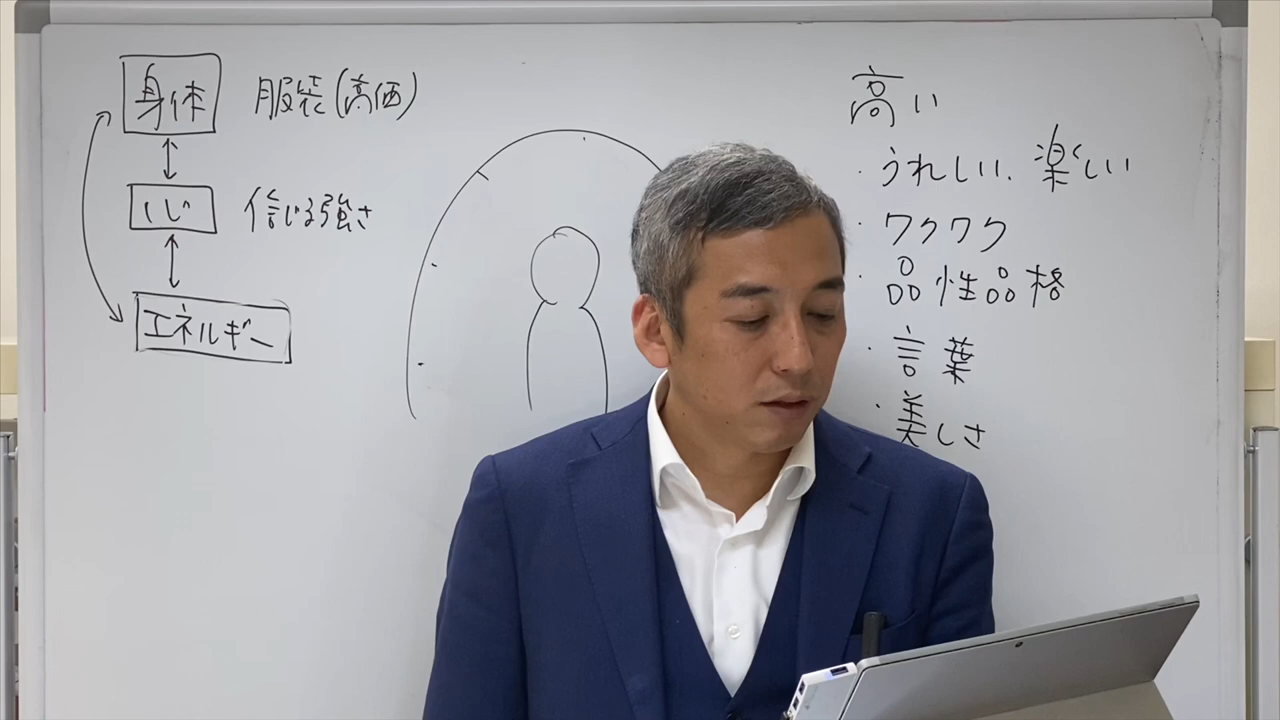 身体 服装(高価)
心 信じる強さ
エネルギー
高い
・うれしい、楽しい
・ワクワク
・品性品格
・言葉
・美しさ